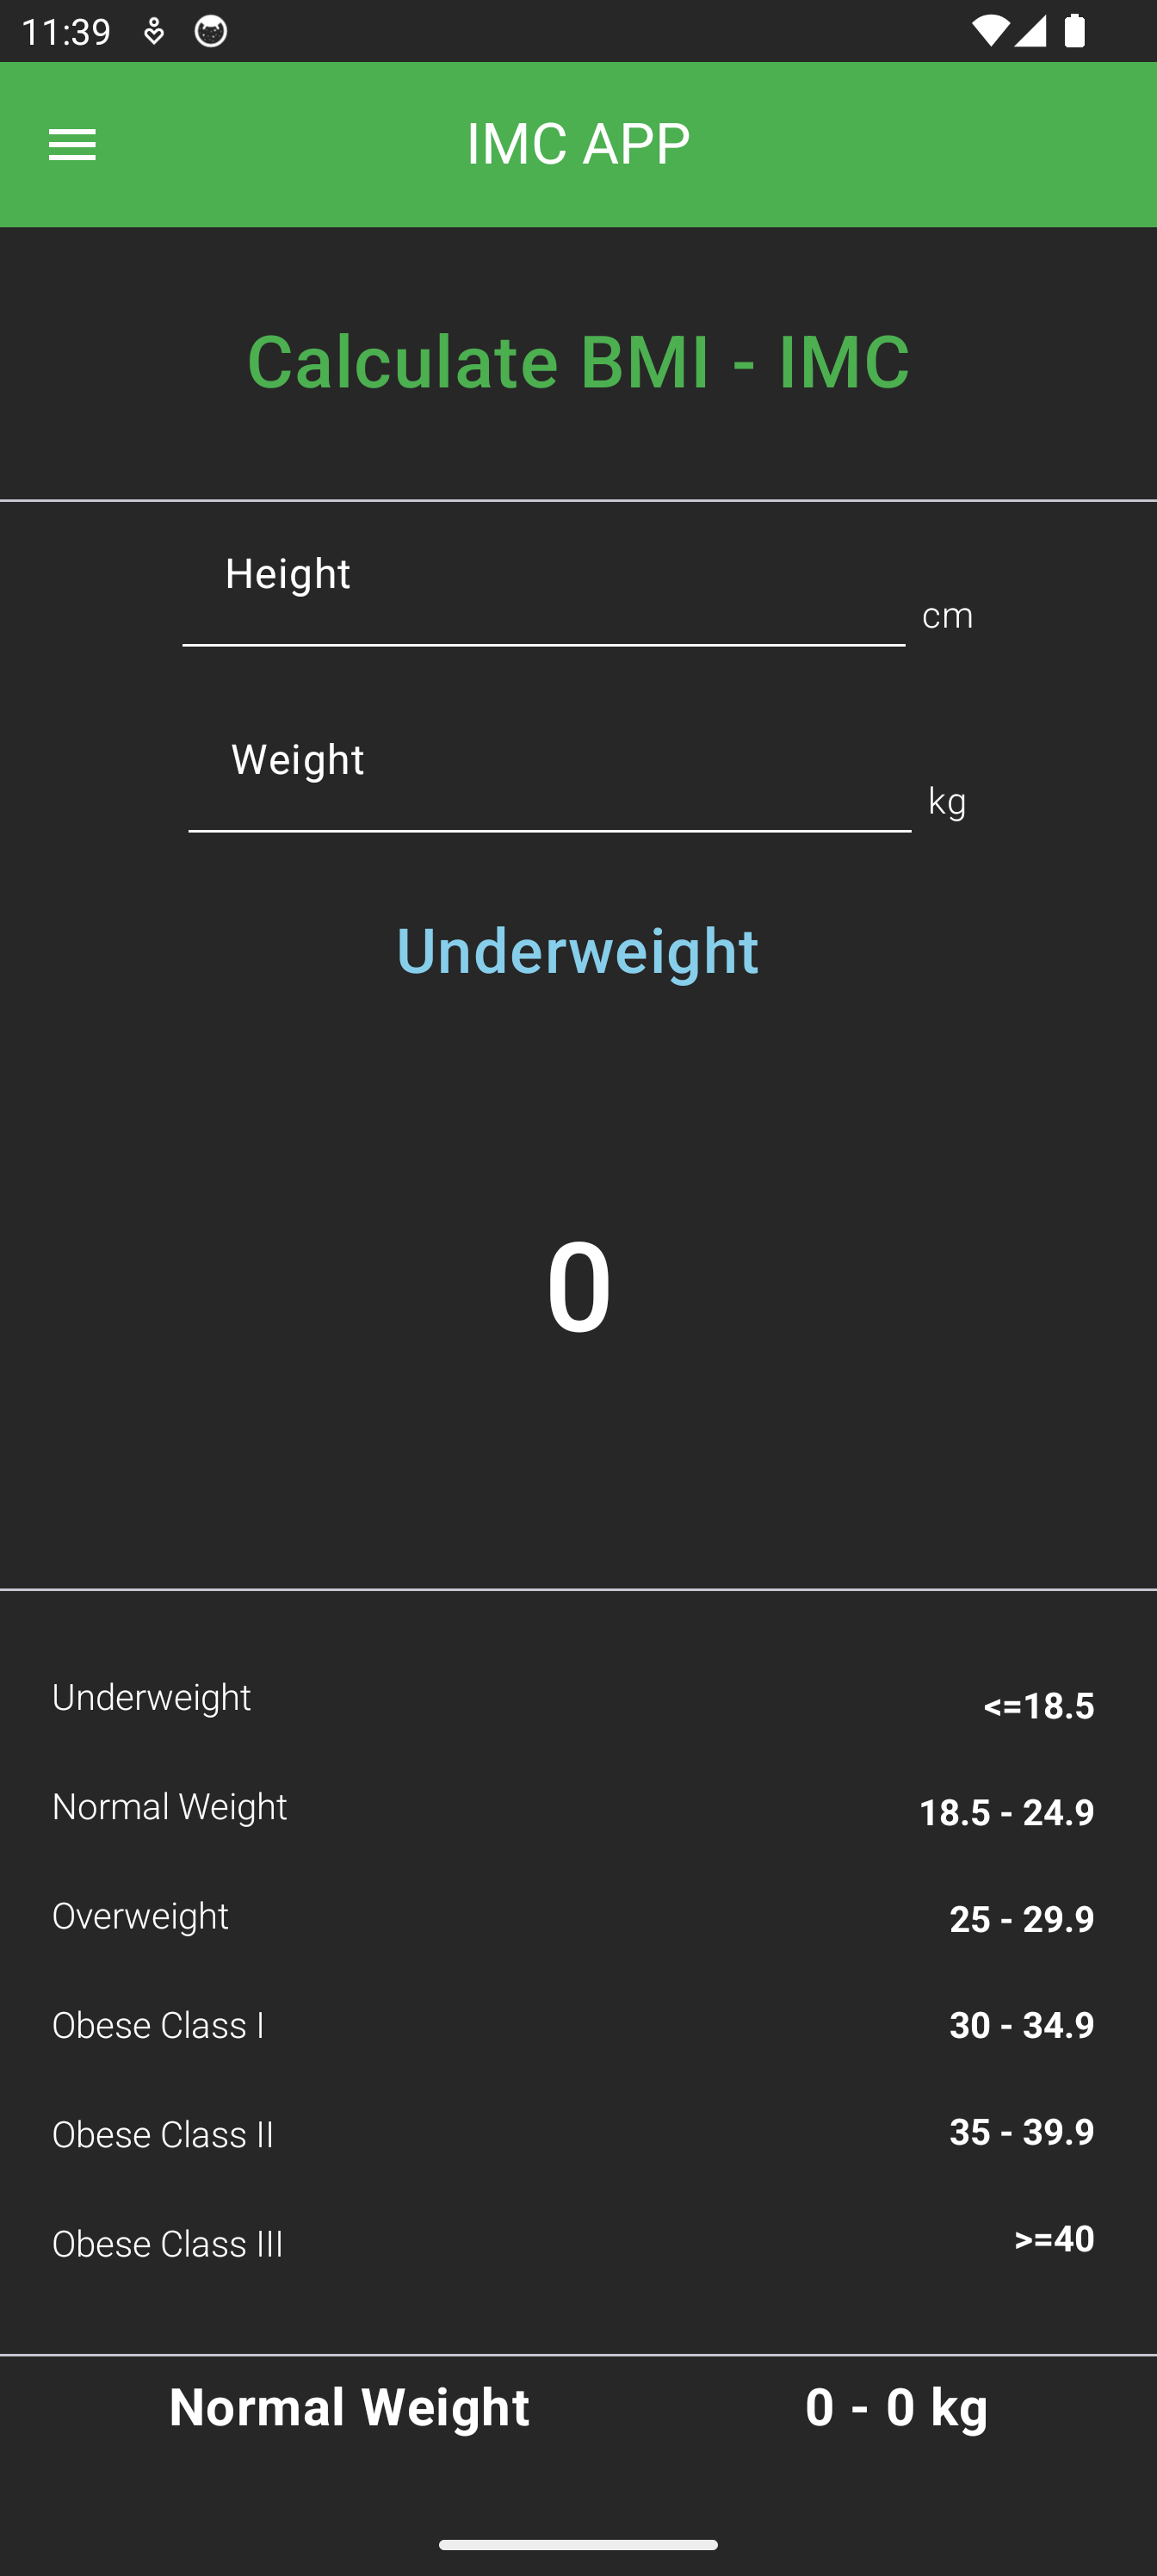 11:39
IMC APP
Calculate BMI - IMC
Height
cm
Weight
kg
Underweight
0
Underweight <=18.5
Normal Weight 18.5 - 24.9
Overweight 25 - 29.9
Obese Class I 30 - 34.9
Obese Class II 35 - 39.9
Obese Class III >=40
Normal Weight 0 - 0 kg